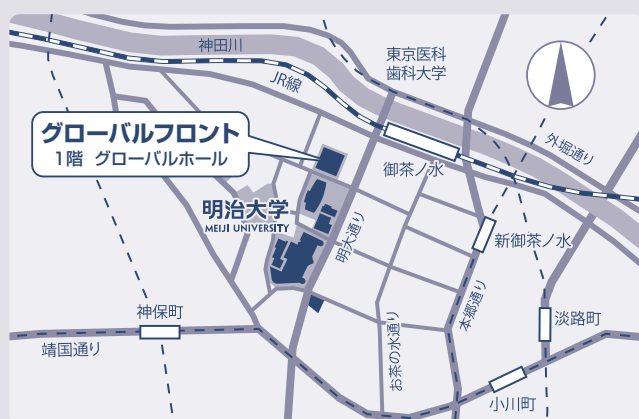 神田川
東京医科
歯科大学
JR線
グローバルフロント
1階 グローバルホール
御茶ノ水
外堀通り
明治大学
MEIJI UNIVERSITY
明大通り
新御茶ノ水
本郷通り
神保町
淡路町
靖国通り
お茶の水通り
小川町